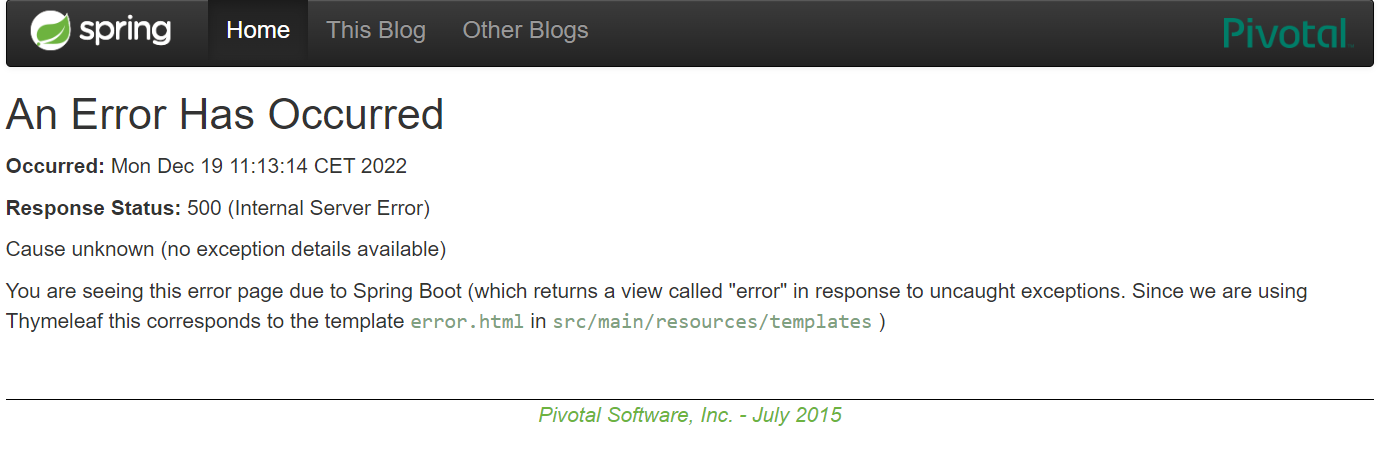 spring Home This Blog Other Blogs Pivotal
An Error Has Occurred
Occurred: Mon Dec 19 11:13:14 CET 2022
Response Status: 500 (Internal Server Error)
Cause unknown (no exception details available)
You are seeing this error page due to Spring Boot (which returns a view called "error" in response to uncaught exceptions. Since we are using
Thymeleaf this corresponds to the template error.html in src/main/resources/templates )
Pivotal Software, Inc. - July 2015